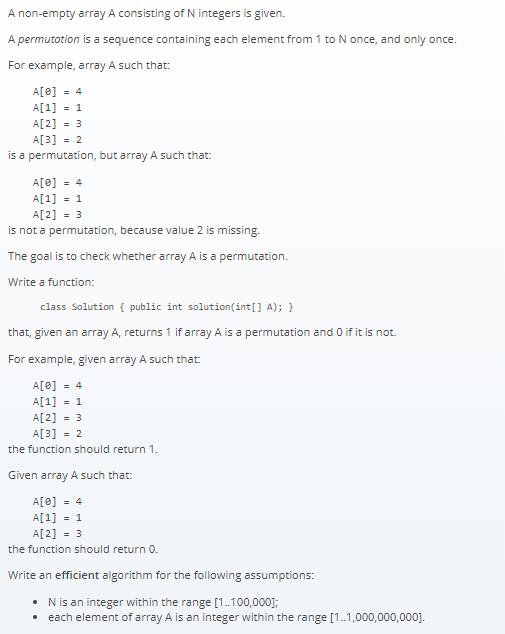 A non-empty array A consisting of N integers is given.
A permutation is a sequence containing each element from 1 to N once, and only once.
For example, array A such that:
A[0] = 4
A[1] = 1
A[2] = 3
A[3] = 2
is a permutation, but array A such that:
A[0] = 4
A[1] = 1
A[2] = 3
is not a permutation, because value 2 is missing.
The goal is to check whether array A is a permutation.
Write a function:
class Solution { public int solution(int[] A); }
that, given an array A, returns 1 if array A is a permutation and 0 if it is not.
For example, given array A such that:
A[0] = 4
A[1] = 1
A[2] = 3
A[3] = 2
the function should return 1.
Given array A such that:
A[0] = 4
A[1] = 1
A[2] = 3
the function should return 0.
Write an efficient algorithm for the following assumptions:
• N is an integer within the range [1..100,000];
• each element of array A is an integer within the range [1..1,000,000,000].